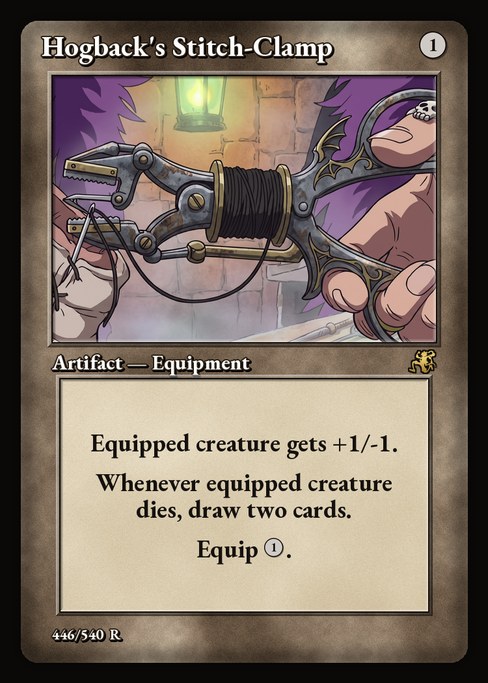 Hogback's Stitch-Clamp 1
Artifact — Equipment
Equipped creature gets +1/-1.
Whenever equipped creature
dies, draw two cards.
Equip 1.
446/540 R